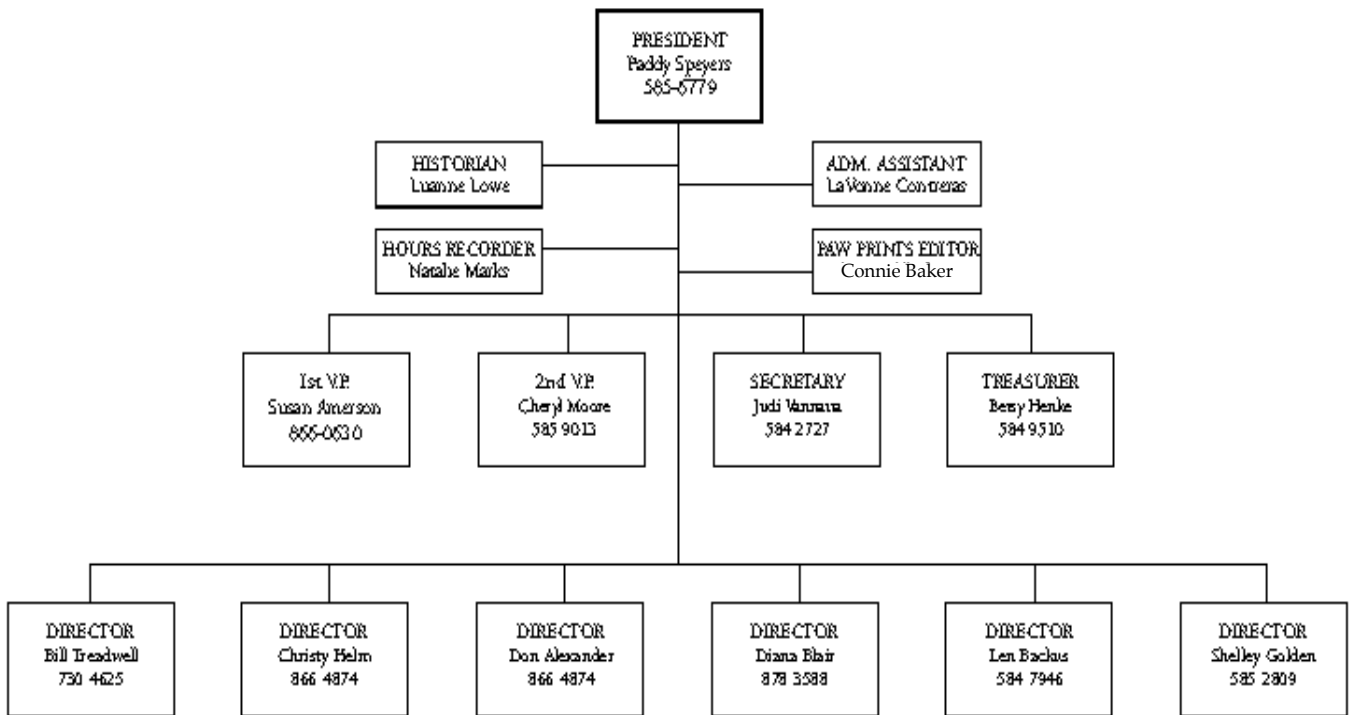 PRESIDENT
Paddy Speyers
585-6779
HISTORIAN
Luanne Lowe
ADM. ASSISTANT
LaVonne Contreras
HOURS RECORDER
Natalie Marks
PAW PRINTS EDITOR
Connie Baker
1st V.P.
Susan Amerson
866-0630
2nd V.P.
Cheryl Moore
585 9013
SECRETARY
Judi
584 2727
TREASURER
Betsy Henke
584 9510
DIRECTOR
Bill Treadwell
730 4625
DIRECTOR
Christy Helm
866 4874
DIRECTOR
Don Alexander
866 4874
DIRECTOR
Diana Blair
878 3588
DIRECTOR
Len Backus
584 7946
DIRECTOR
Shelley Golden
585 2809